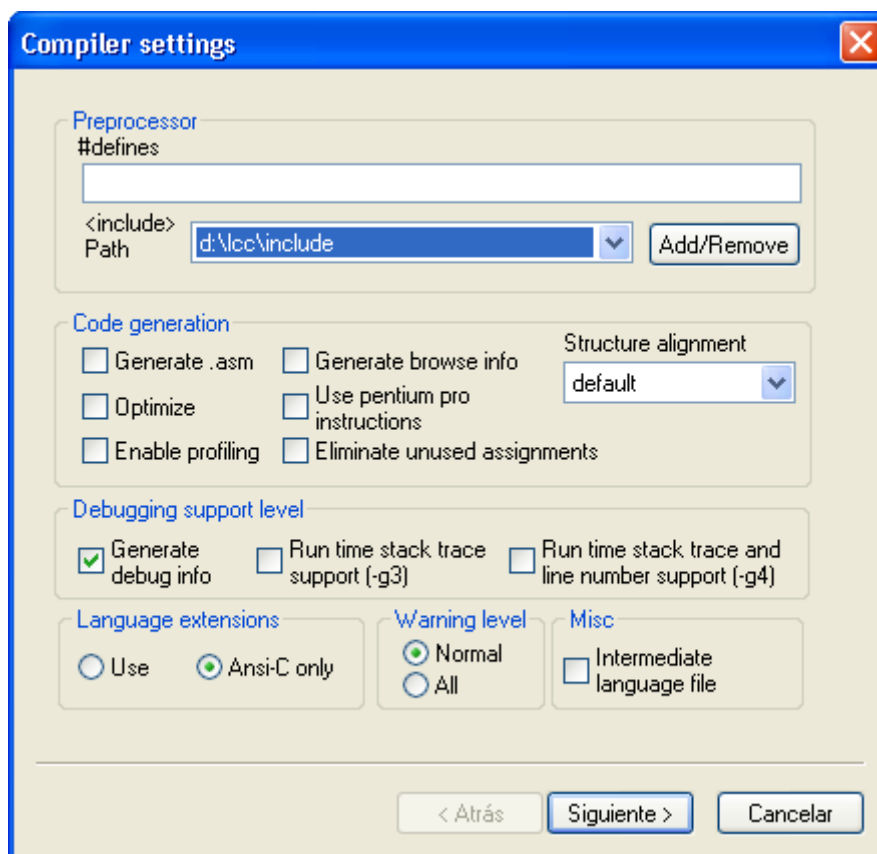 Compiler settings
Preprocessor
#defines
<include>
Path
d:\lcc\include
Add/Remove
Code generation
Generate .asm
Generate browse info
Structure alignment
default
Optimize
Use pentium pro
instructions
Enable profiling
Eliminate unused assignments
Debugging support level
Generate
debug info
Run time stack trace
support (-g3)
Run time stack trace and
line number support (-g4)
Language extensions
Use
Ansi-C only
Warning level
Normal
All
Misc
Intermediate
language file
< Atrás
Siguiente >
Cancelar